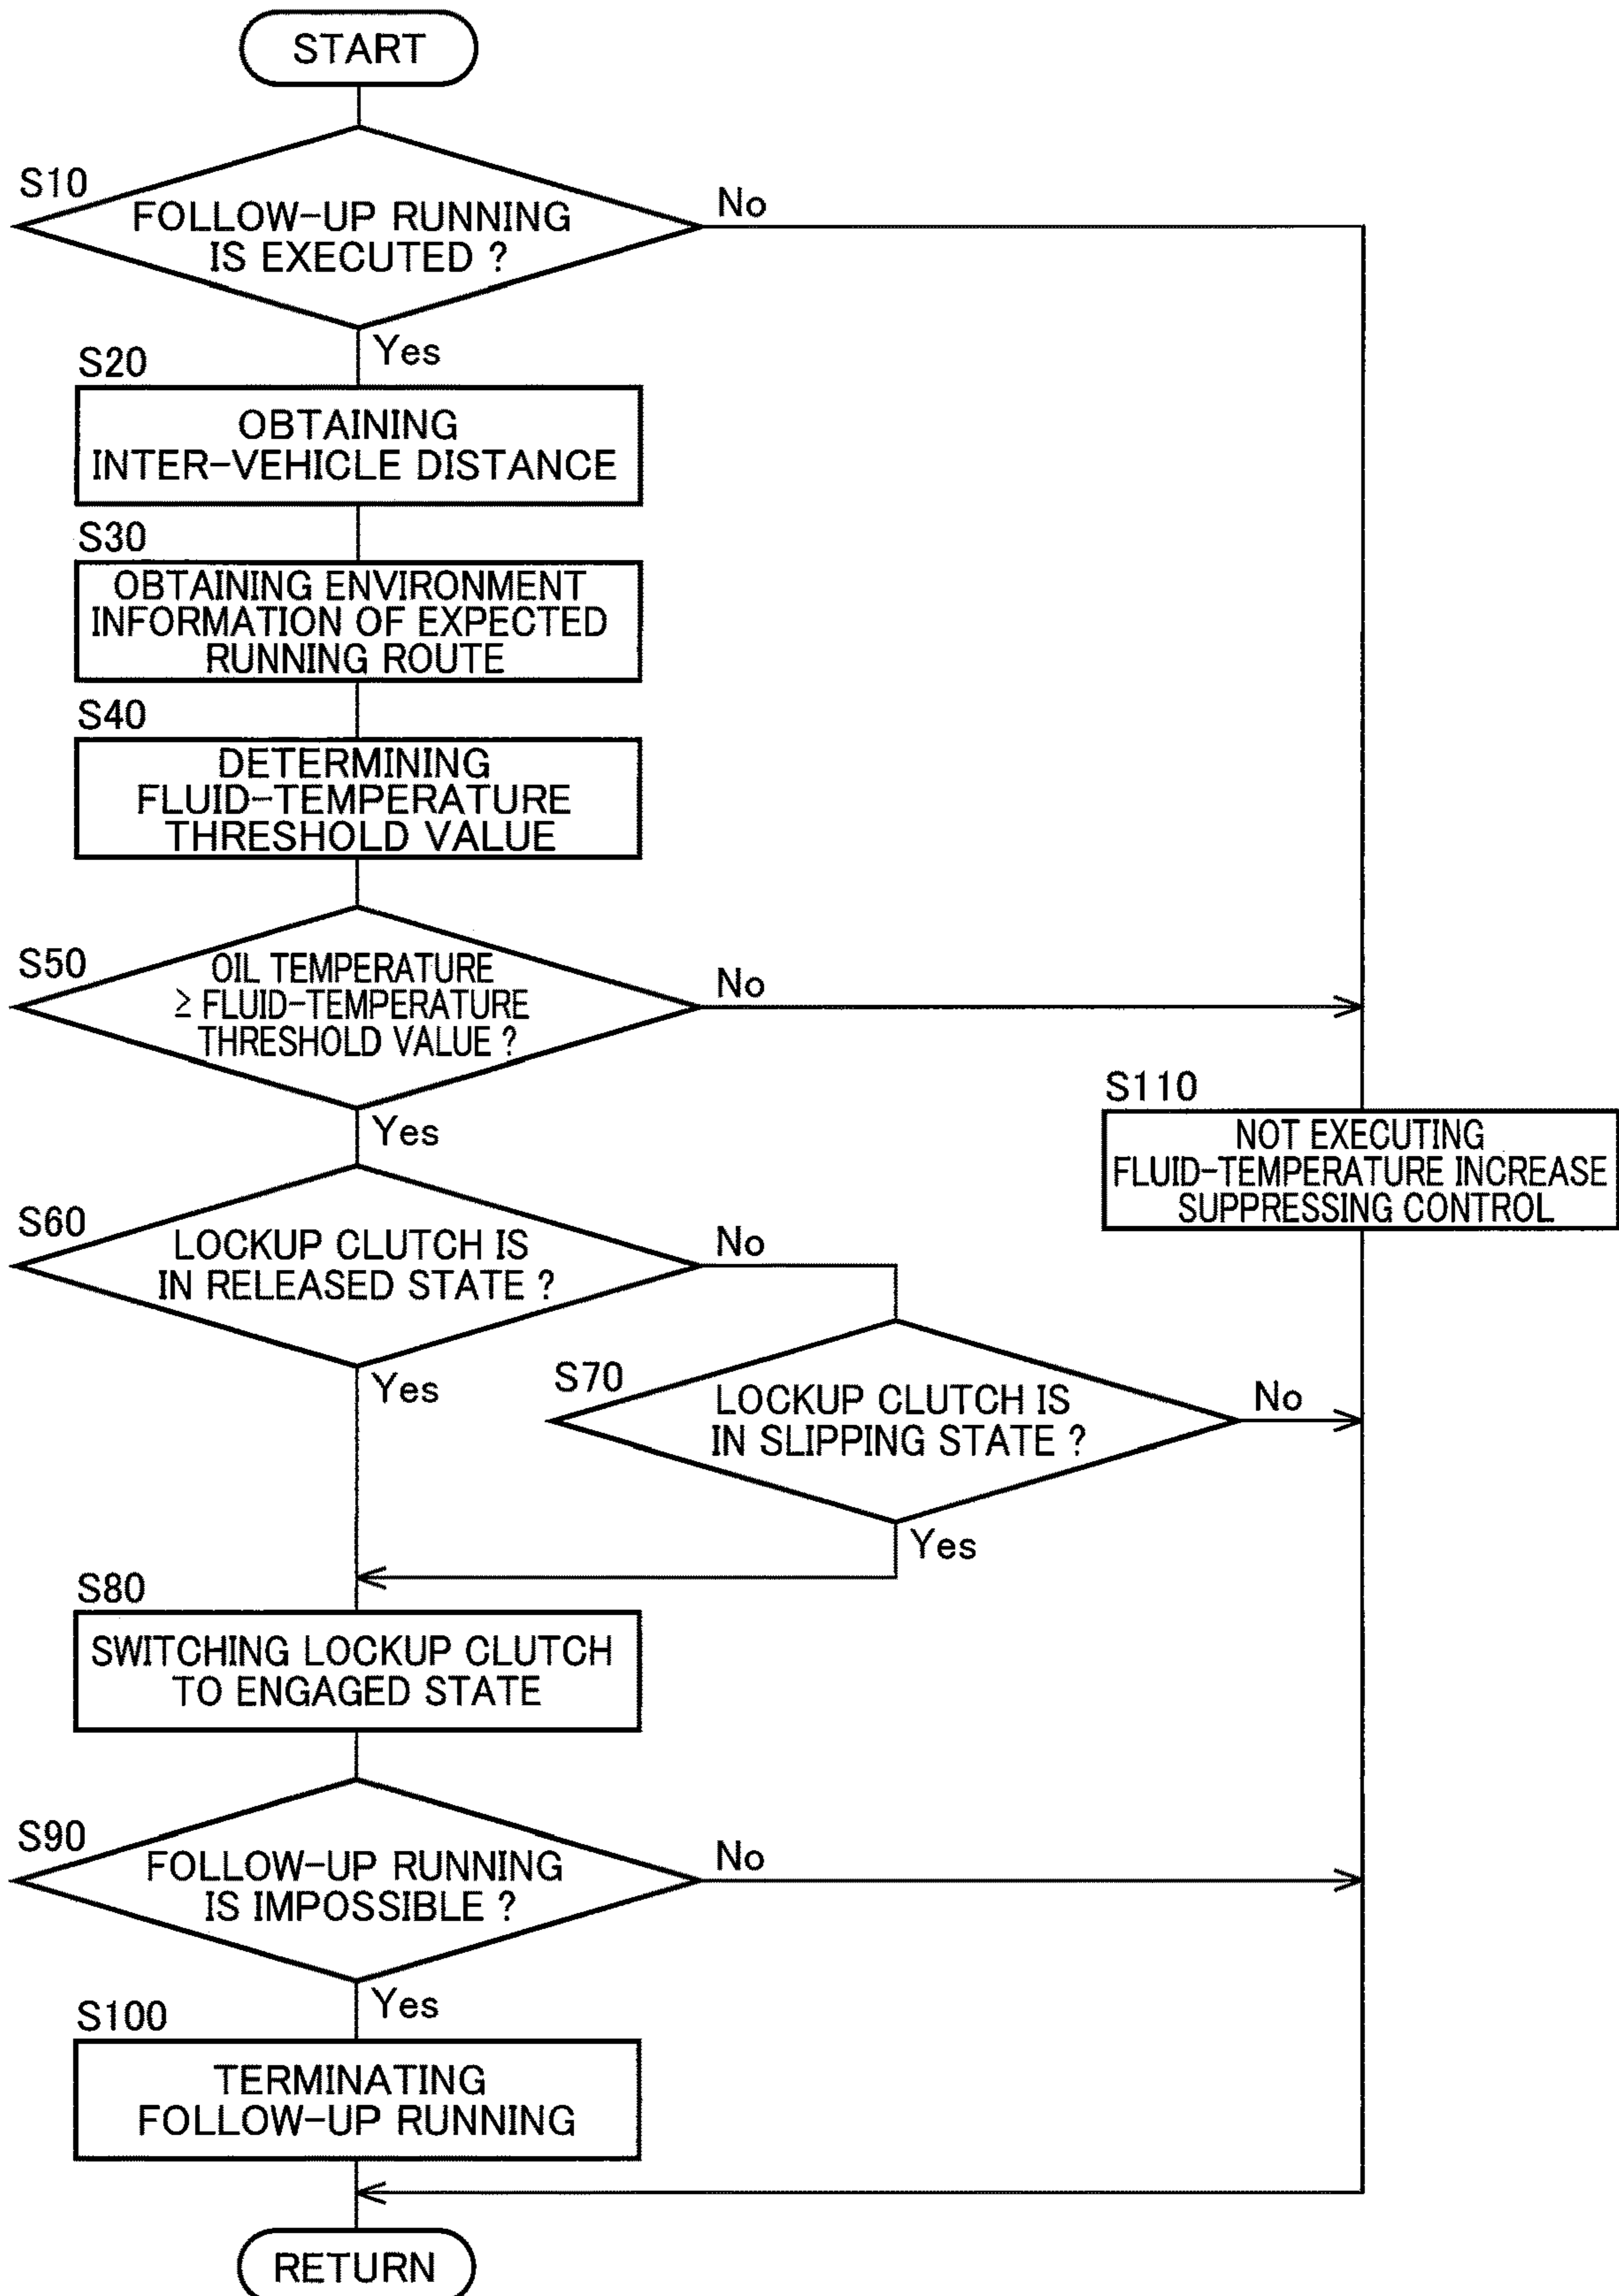 START
S10
FOLLOW-UP RUNNING
IS EXECUTED ?
No
Yes
S20
OBTAINING
INTER-VEHICLE DISTANCE
S30
OBTAINING ENVIRONMENT
INFORMATION OF EXPECTED
RUNNING ROUTE
S40
DETERMINING
FLUID-TEMPERATURE
THRESHOLD VALUE
S50
OIL TEMPERATURE
≥ FLUID-TEMPERATURE
THRESHOLD VALUE ?
No
Yes
S110
NOT EXECUTING
FLUID-TEMPERATURE INCREASE
SUPPRESSING CONTROL
S60
LOCKUP CLUTCH IS
IN RELEASED STATE ?
No
Yes
S70
LOCKUP CLUTCH IS
IN SLIPPING STATE ?
No
Yes
S80
SWITCHING LOCKUP CLUTCH
TO ENGAGED STATE
S90
FOLLOW-UP RUNNING
IS IMPOSSIBLE ?
No
Yes
S100
TERMINATING
FOLLOW-UP RUNNING
RETURN